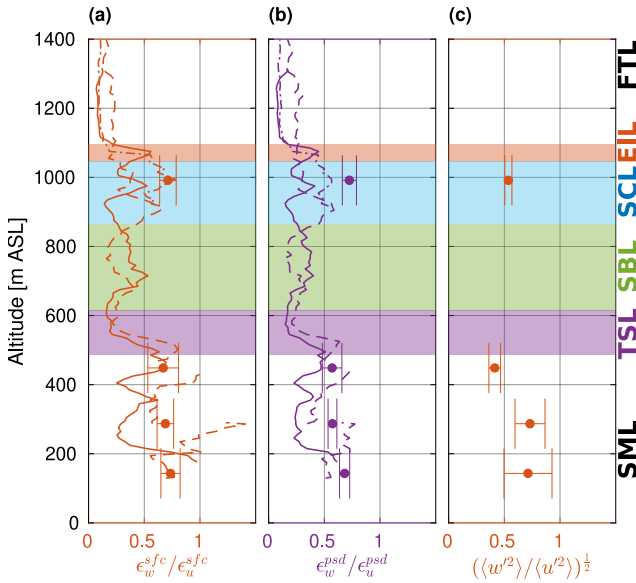 (a) (b) (c)
Altitude [m ASL]
1400
1200
1000
800
600
400
200
0
0 0.5 1
0 0.5 1
0 0.5 1
ϵ_w^{sfc}/ϵ_u^{sfc}
ϵ_w^{psd}/ϵ_u^{psd}
(⟨w′²⟩/⟨u′²⟩)^{1/2}
FTL
EIL
SCL
SBL
TSL
SML